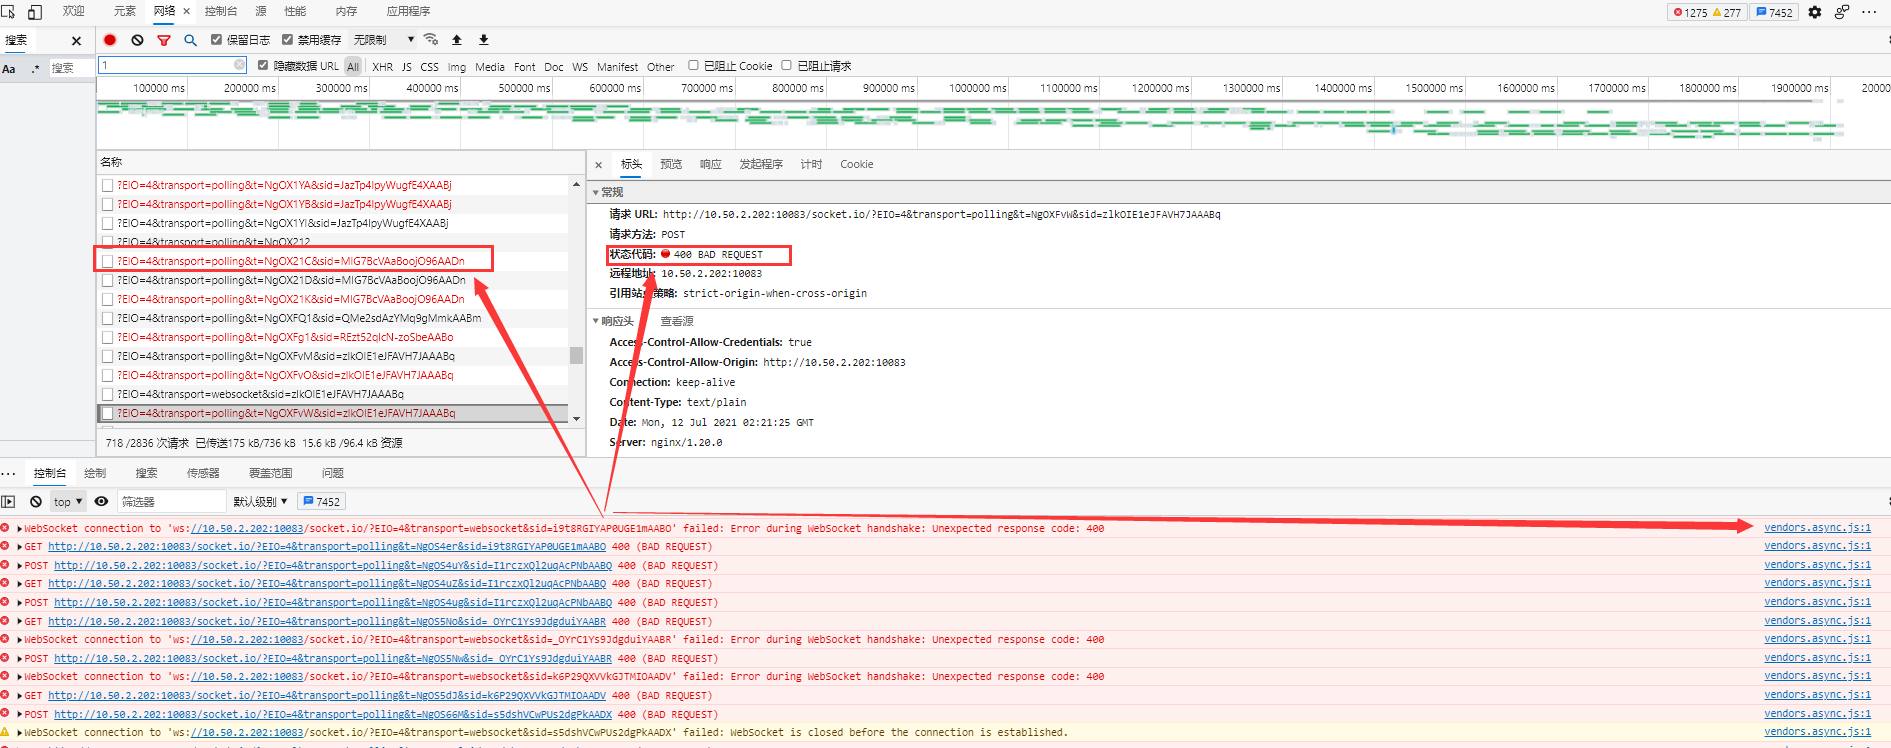 欢迎 元素 网络 × 控制台 源 性能 内存 应用程序 1275 277 7452
搜索 × 保留日志 禁用缓存 无限制
Aa .* 搜索 1 隐藏数据 URL All XHR JS CSS Img Media Font Doc WS Manifest Other 已阻止 Cookie 已阻止请求
100000 ms 200000 ms 300000 ms 400000 ms 500000 ms 600000 ms 700000 ms 800000 ms 900000 ms 1000000 ms 1100000 ms 1200000 ms 1300000 ms 1400000 ms 1500000 ms 1600000 ms 1700000 ms 1800000 ms 1900000 ms 20000
名称
?EIO=4&transport=polling&t=NgOX1YA&sid=JazTp4IpyWugfE4XAABj
?EIO=4&transport=polling&t=NgOX1YB&sid=JazTp4IpyWugfE4XAABj
?EIO=4&transport=polling&t=NgOX1YI&sid=JazTp4IpyWugfE4XAABj
?EIO=4&transport=polling&t=NgOX212
?EIO=4&transport=polling&t=NgOX21C&sid=MIG7BcVAaBoojO96AADn
?EIO=4&transport=polling&t=NgOX21D&sid=MIG7BcVAaBoojO96AADn
?EIO=4&transport=polling&t=NgOX21K&sid=MIG7BcVAaBoojO96AADn
?EIO=4&transport=polling&t=NgOXFQ1&sid=QMe2sdAzYMq9gMmkAABm
?EIO=4&transport=polling&t=NgOXFg1&sid=REzt52qIcN-zoSbeAABo
?EIO=4&transport=polling&t=NgOXFvM&sid=zlkOIE1eJFAVH7JAAABq
?EIO=4&transport=polling&t=NgOXFvO&sid=zlkOIE1eJFAVH7JAAABq
?EIO=4&transport=websocket&sid=zlkOIE1eJFAVH7JAAABq
?EIO=4&transport=polling&t=NgOXFvW&sid=zlkOIE1eJFAVH7JAAABq
718 /2836 次请求 已传送175 kB/736 kB 15.6 kB /96.4 kB 资源
× 标头 预览 响应 发起程序 计时 Cookie
常规
请求 URL: http://10.50.2.202:10083/socket.io/?EIO=4&transport=polling&t=NgOXFvW&sid=zlkOIE1eJFAVH7JAAABq
请求方法: POST
状态代码: 400 BAD REQUEST
远程地址: 10.50.2.202:10083
引用站点策略: strict-origin-when-cross-origin
响应头 查看源
Access-Control-Allow-Credentials: true
Access-Control-Allow-Origin: http://10.50.2.202:10083
Connection: keep-alive
Content-Type: text/plain
Date: Mon, 12 Jul 2021 02:21:25 GMT
Server: nginx/1.20.0
控制台 绘制 搜索 传感器 覆盖范围 问题
top 筛选器 默认级别 7452
WebSocket connection to 'ws://10.50.2.202:10083/socket.io/?EIO=4&transport=websocket&sid=i9t8RGIYAP0UGE1mAABO' failed: Error during WebSocket handshake: Unexpected response code: 400 vendors.async.js:1
GET http://10.50.2.202:10083/socket.io/?EIO=4&transport=polling&t=NgOS4er&sid=i9t8RGIYAP0UGE1mAABO 400 (BAD REQUEST) vendors.async.js:1
POST http://10.50.2.202:10083/socket.io/?EIO=4&transport=polling&t=NgOS4uY&sid=I1rczxQl2uqAcPNbAABQ 400 (BAD REQUEST) vendors.async.js:1
GET http://10.50.2.202:10083/socket.io/?EIO=4&transport=polling&t=NgOS4uZ&sid=I1rczxQl2uqAcPNbAABQ 400 (BAD REQUEST) vendors.async.js:1
POST http://10.50.2.202:10083/socket.io/?EIO=4&transport=polling&t=NgOS4ug&sid=I1rczxQl2uqAcPNbAABQ 400 (BAD REQUEST) vendors.async.js:1
GET http://10.50.2.202:10083/socket.io/?EIO=4&transport=polling&t=NgOS5No&sid=_OYrC1Ys9JdgduiYAABR 400 (BAD REQUEST) vendors.async.js:1
WebSocket connection to 'ws://10.50.2.202:10083/socket.io/?EIO=4&transport=websocket&sid=_OYrC1Ys9JdgduiYAABR' failed: Error during WebSocket handshake: Unexpected response code: 400 vendors.async.js:1
POST http://10.50.2.202:10083/socket.io/?EIO=4&transport=polling&t=NgOS5Nw&sid=_OYrC1Ys9JdgduiYAABR 400 (BAD REQUEST) vendors.async.js:1
WebSocket connection to 'ws://10.50.2.202:10083/socket.io/?EIO=4&transport=websocket&sid=k6P29QXVVkGJTMIOAADV' failed: Error during WebSocket handshake: Unexpected response code: 400 vendors.async.js:1
GET http://10.50.2.202:10083/socket.io/?EIO=4&transport=polling&t=NgOS5dJ&sid=k6P29QXVVkGJTMIOAADV 400 (BAD REQUEST) vendors.async.js:1
POST http://10.50.2.202:10083/socket.io/?EIO=4&transport=polling&t=NgOS66M&sid=s5dshVCwPUs2dgPkAADX 400 (BAD REQUEST) vendors.async.js:1
WebSocket connection to 'ws://10.50.2.202:10083/socket.io/?EIO=4&transport=websocket&sid=s5dshVCwPUs2dgPkAADX' failed: WebSocket is closed before the connection is established. vendors.async.js:1